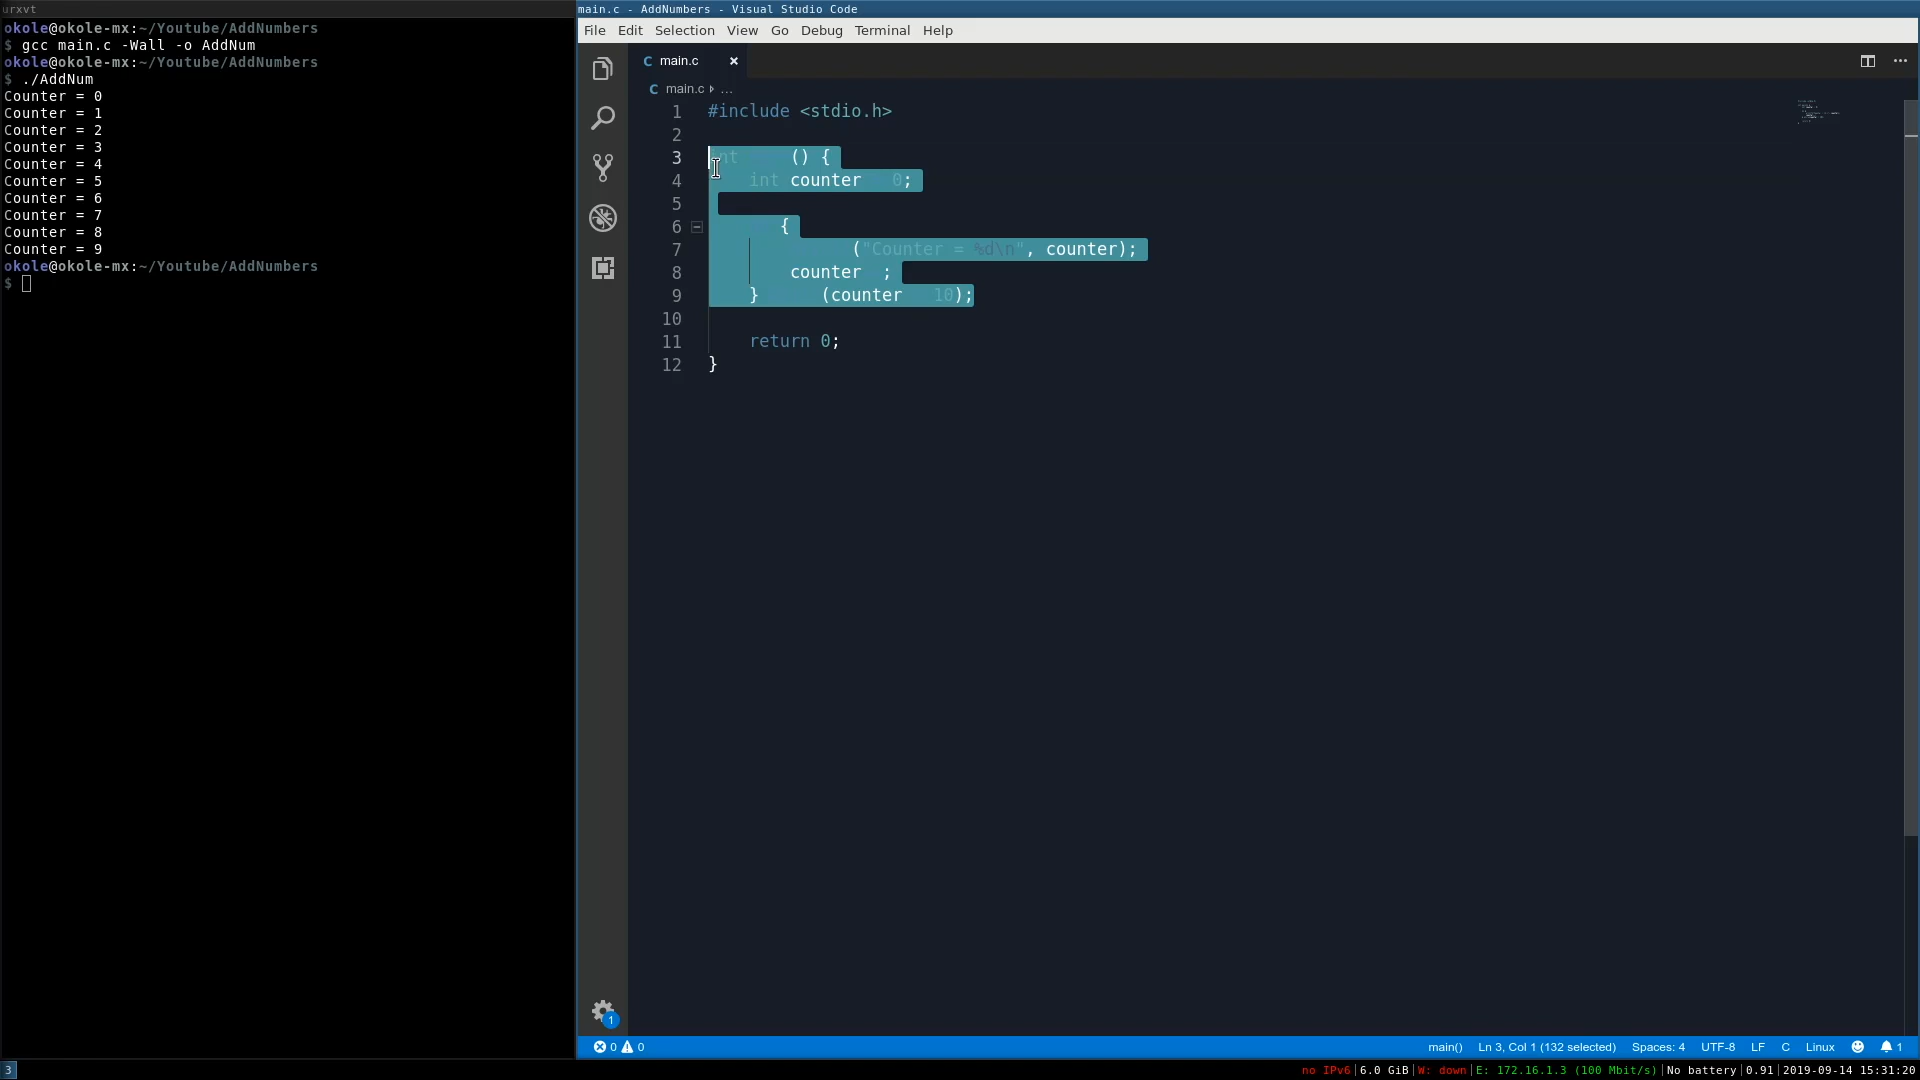 urxvt
okole@okole-mx:~/Youtube/AddNumbers
$ gcc main.c -Wall -o AddNum
okole@okole-mx:~/Youtube/AddNumbers
$ ./AddNum
Counter = 0
Counter = 1
Counter = 2
Counter = 3
Counter = 4
Counter = 5
Counter = 6
Counter = 7
Counter = 8
Counter = 9
okole@okole-mx:~/Youtube/AddNumbers
$
main.c - AddNumbers - Visual Studio Code
File Edit Selection View Go Debug Terminal Help
C main.c ×
C main.c ...
1 #include <stdio.h>
2
3 int () {
4 int counter 0;
5
6 {
7 ("Counter = %d\n", counter);
8 counter ;
9 } (counter 10);
10
11 return 0;
12 }
1
0 0 main() Ln 3, Col 1 (132 selected) Spaces: 4 UTF-8 LF C Linux 1
3 no IPv6|6.0 GiB|W: down|E: 172.16.1.3 (100 Mbit/s)|No battery|0.91|2019-09-14 15:31:20